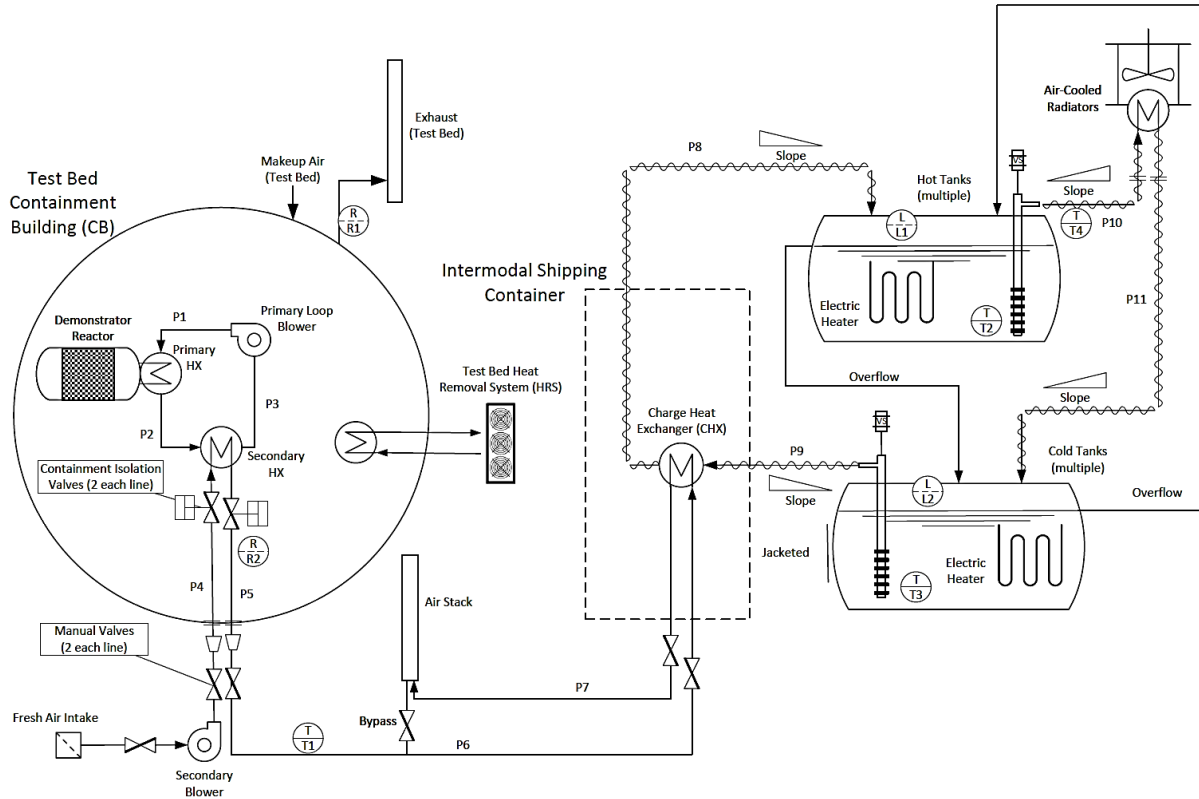 Exhaust
(Test Bed)
Makeup Air
(Test Bed)
R
R1
Test Bed
Containment
Building (CB)
Demonstrator
Reactor
P1
Primary Loop
Blower
Primary
HX
P2
P3
Secondary
HX
Containment Isolation
Valves (2 each line)
R
R2
P4
P5
Manual Valves
(2 each line)
Fresh Air Intake
Secondary
Blower
T
T1
Bypass
P6
P7
Air Stack
Test Bed Heat
Removal System (HRS)
Intermodal Shipping
Container
Charge Heat
Exchanger (CHX)
P8
Slope
P9
Slope
Hot Tanks
(multiple)
L
L1
Electric
Heater
T
T2
VS
Slope
T
T4
P10
Air-Cooled
Radiators
P11
Overflow
Slope
VS
Cold Tanks
(multiple)
L
L2
Overflow
Jacketed
Electric
Heater
T
T3